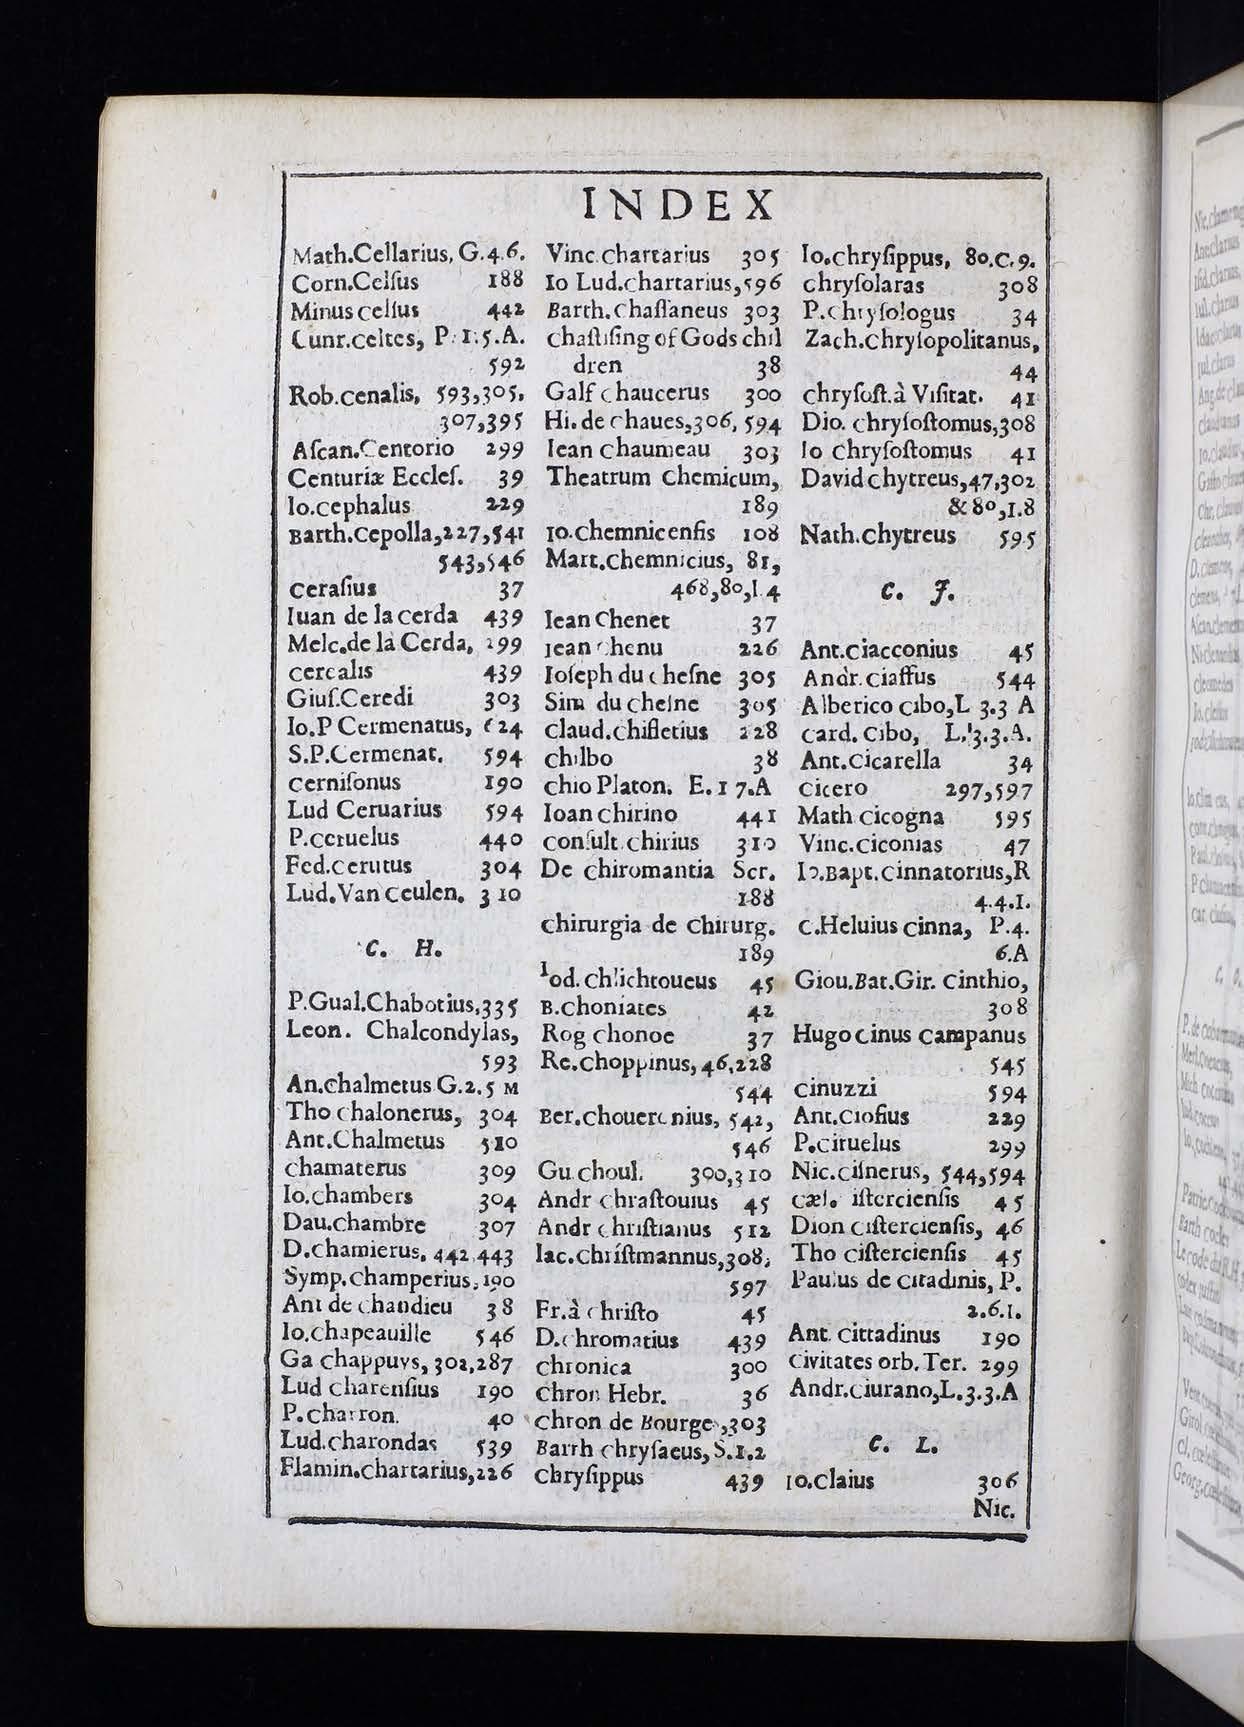 INDEX
Math.Cellarius, G.4.6.
Corn.Celſus 188
Minus celſus 442
Cunr.celtes, P.1.5.A.
592
Rob.cenalis, 593,305,
307,395
Aſcan.Centorio 299
Centuriæ Eccleſ. 39
Io.cephalus 229
Barth.cepolla,227,541
543,546
ceraſius 37
Iuan de la cerda 439
Melc.de la Cerda, 299
cerealis 439
Giuſ.Ceredi 303
Io.P Cermenatus, 624
S.P.Cermenat. 594
cerniſonus 190
Lud Ceruarius 594
P.ceruelus 440
Fed.cerutus 304
Lud.Van ceulen. 310
C. H.
P.Gual.Chabotius,335
Leon. Chalcondylas,
593
An.chalmetus G.2.5 M
Tho chalonerus, 304
Ant.Chalmetus 510
chamaterus 309
Io.chambers 304
Dau.chambre 307
D.chamierus, 442,443
Symp.champerius,190
Ant de chandieu 38
Io.chapeauille 546
Ga chappuys, 302,287
Lud charenſius 190
P.charron. 40
Lud.charondas 539
Flamin.chartarius,226
Vinc.chartarius 305
Io Lud.chartarius,596
Barth.chaſſaneus 303
chaſtiſing of Gods chil
dren 38
Galf chaucerus 300
Hi. de chaues,306, 594
Iean chaumeau 303
Theatrum chemicum,
189
Io.chemnicenſis 108
Mart.chemnicius, 81,
468,80,I.4
Iean Chenet 37
Iean chenu 226
Ioſeph du cheſne 305
Sim du cheſne 305
claud.chifletius 228
chilbo 38
chio Platon. E.17.A
Ioan chirino 441
conſult.chirius 310
De chiromantia Scr.
188
chirurgia de Chirurg.
189
Iod.chlichtoueus 45
B.choniates 42
Rog chonoe 37
Re.choppinus, 46,228
544
Ber.chouerenius, 542,
546
Gu choul. 300,310
Andr chraſtouius 45
Andr chriſtianus 512
Iac.chriſtmannus,308,
597
Fr.à chriſto 45
D.chromatius 439
chronica 300
Chron Hebr. 36
chron de Bourges,303
Barth chryſaeus, S.1.2
chryſippus 439
Io.chryſippus, 80.C.9.
chryſolaras 308
P.chryſologus 34
Zach.chryſopolitanus,
44
chryſoſt.à Viſitat. 41
Dio. chryſoſtomus,308
Io chryſoſtomus 41
David chytreus,47,302
&80,I.8
Nath.chytreus 595
C. J.
Ant.ciacconius 45
Andr.ciaffus 544
Alberico cibo,L 3.3 A
card. Cibo, L.3.3.A.
Ant.cicarella 34
cicero 297,597
Math cicogna 595
Vinc.ciconias 47
Io.Bapt.cinnatorius,R
4.4.I.
C.Heluius cinna, P.4.
6.A
Giou.Bat.Gir. cinthio,
308
Hugo cinus campanus
545
cinuzzi 594
Ant.ciofius 229
P.ciruelus 299
Nic.ciſnerus, 544,594
cæl. iſtercienſis 45
Dion ciſtercienſis, 46
Tho ciſtercienſis 45
Paulus de citadinis, P.
2.6.I.
Ant. cittadinus 190
Civitates orb.Ter. 299
Andr.ciurano,L.3.3.A
C. L.
Io.claius 306
Nic.